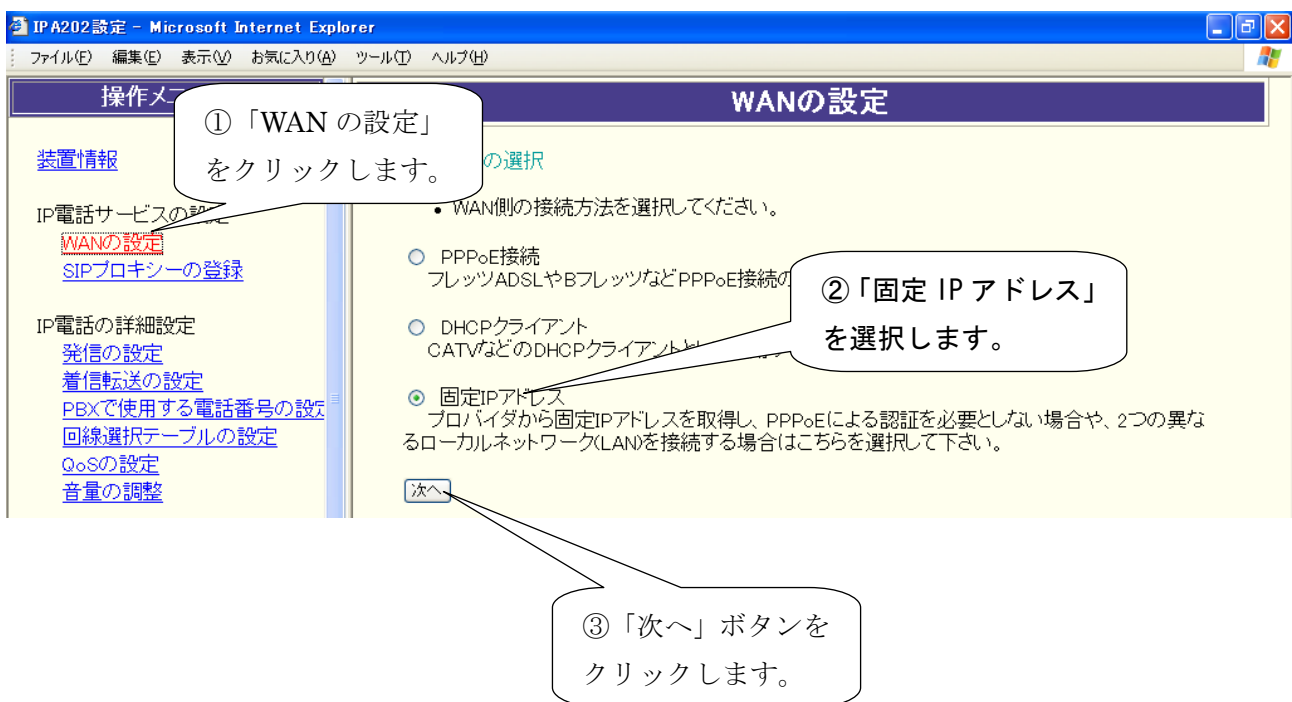 IPA202設定 - Microsoft Internet Explorer
ファイル(F) 編集(E) 表示(V) お気に入り(A) ツール(T) ヘルプ(H)
操作メニ
装置情報
IP電話サービスの設定
WANの設定
SIPプロキシーの登録
IP電話の詳細設定
発信の設定
着信転送の設定
PBXで使用する電話番号の設定
回線選択テーブルの設定
QoSの設定
音量の調整
①「WAN の設定」
をクリックします。
WANの設定
の選択
• WAN側の接続方法を選択してください。
PPPoE接続
フレッツADSLやBフレッツなどPPPoE接続の
DHCPクライアント
CATVなどのDHCPクライアントと
固定IPアドレス
プロバイダから固定IPアドレスを取得し、PPPoEによる認証を必要としない場合や、2つの異な
るローカルネットワーク(LAN)を接続する場合はこちらを選択して下さい。
次へ
②「固定 IP アドレス」
を選択します。
③「次へ」ボタンを
クリックします。